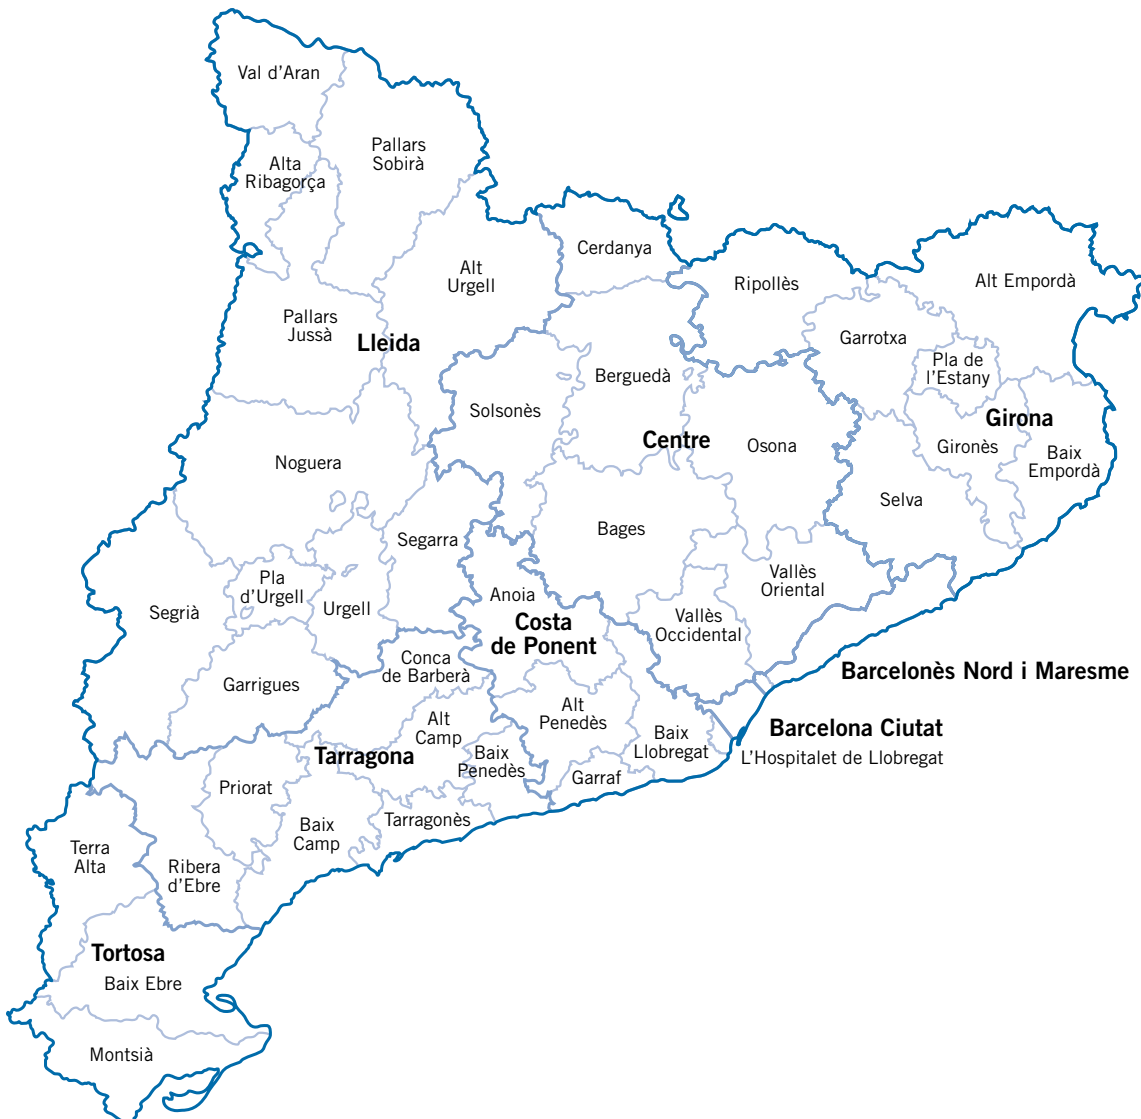 Val d'Aran
Pallars
Sobirà
Alta
Ribagorça
Cerdanya
Alt
Urgell
Ripollès
Alt Empordà
Pallars
Jussà
Lleida
Garrotxa
Pla de
l'Estany
Berguedà
Solsonès
Girona
Centre
Osona
Gironès
Baix
Empordà
Noguera
Selva
Bages
Segarra
Vallès
Oriental
Pla
d'Urgell
Urgell
Segrià
Anoia
Costa
de Ponent
Vallès
Occidental
Conca
de Barberà
Garrigues
Barcelonès Nord i Maresme
Alt
Penedès
Alt
Camp
Baix
Llobregat
Barcelona Ciutat
L'Hospitalet de Llobregat
Tarragona
Baix
Penedès
Garraf
Priorat
Baix
Camp
Tarragonès
Terra
Alta
Ribera
d'Ebre
Tortosa
Baix Ebre
Montsià